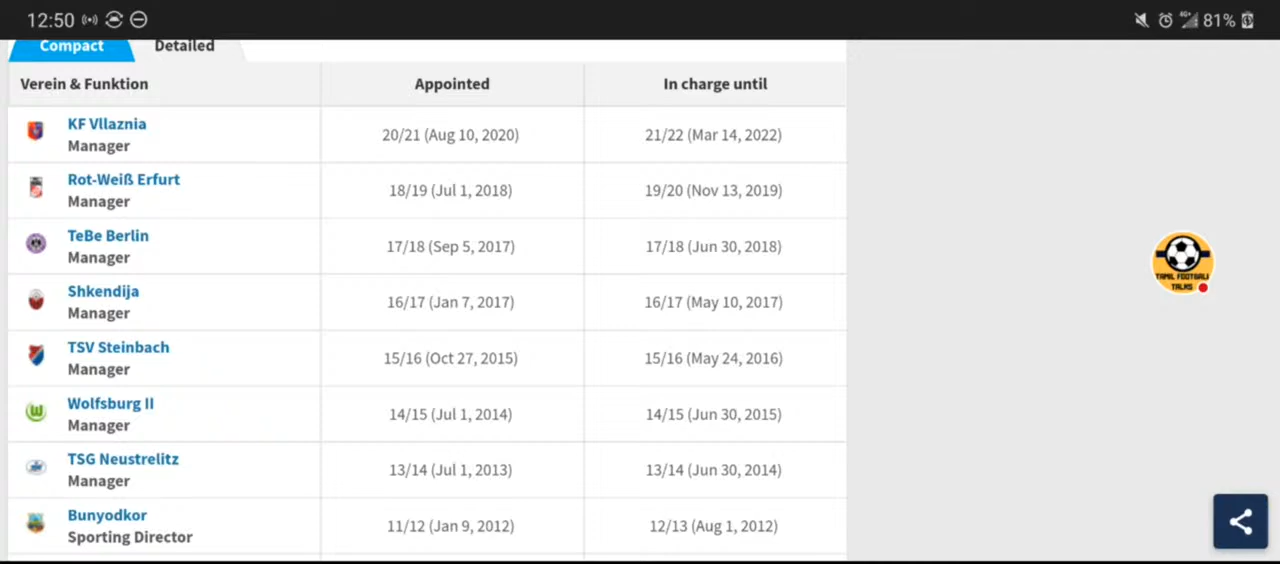 12:50 4G+ 81%
Compact Detailed
Verein & Funktion Appointed In charge until
KF Vllaznia
Manager
20/21 (Aug 10, 2020) 21/22 (Mar 14, 2022)
Rot-Weiß Erfurt
Manager
18/19 (Jul 1, 2018) 19/20 (Nov 13, 2019)
TeBe Berlin
Manager
17/18 (Sep 5, 2017) 17/18 (Jun 30, 2018)
Shkendija
Manager
16/17 (Jan 7, 2017) 16/17 (May 10, 2017)
TSV Steinbach
Manager
15/16 (Oct 27, 2015) 15/16 (May 24, 2016)
Wolfsburg II
Manager
14/15 (Jul 1, 2014) 14/15 (Jun 30, 2015)
TSG Neustrelitz
Manager
13/14 (Jul 1, 2013) 13/14 (Jun 30, 2014)
Bunyodkor
Sporting Director
11/12 (Jan 9, 2012) 12/13 (Aug 1, 2012)
TAMIL FOOTBALL
TALKS